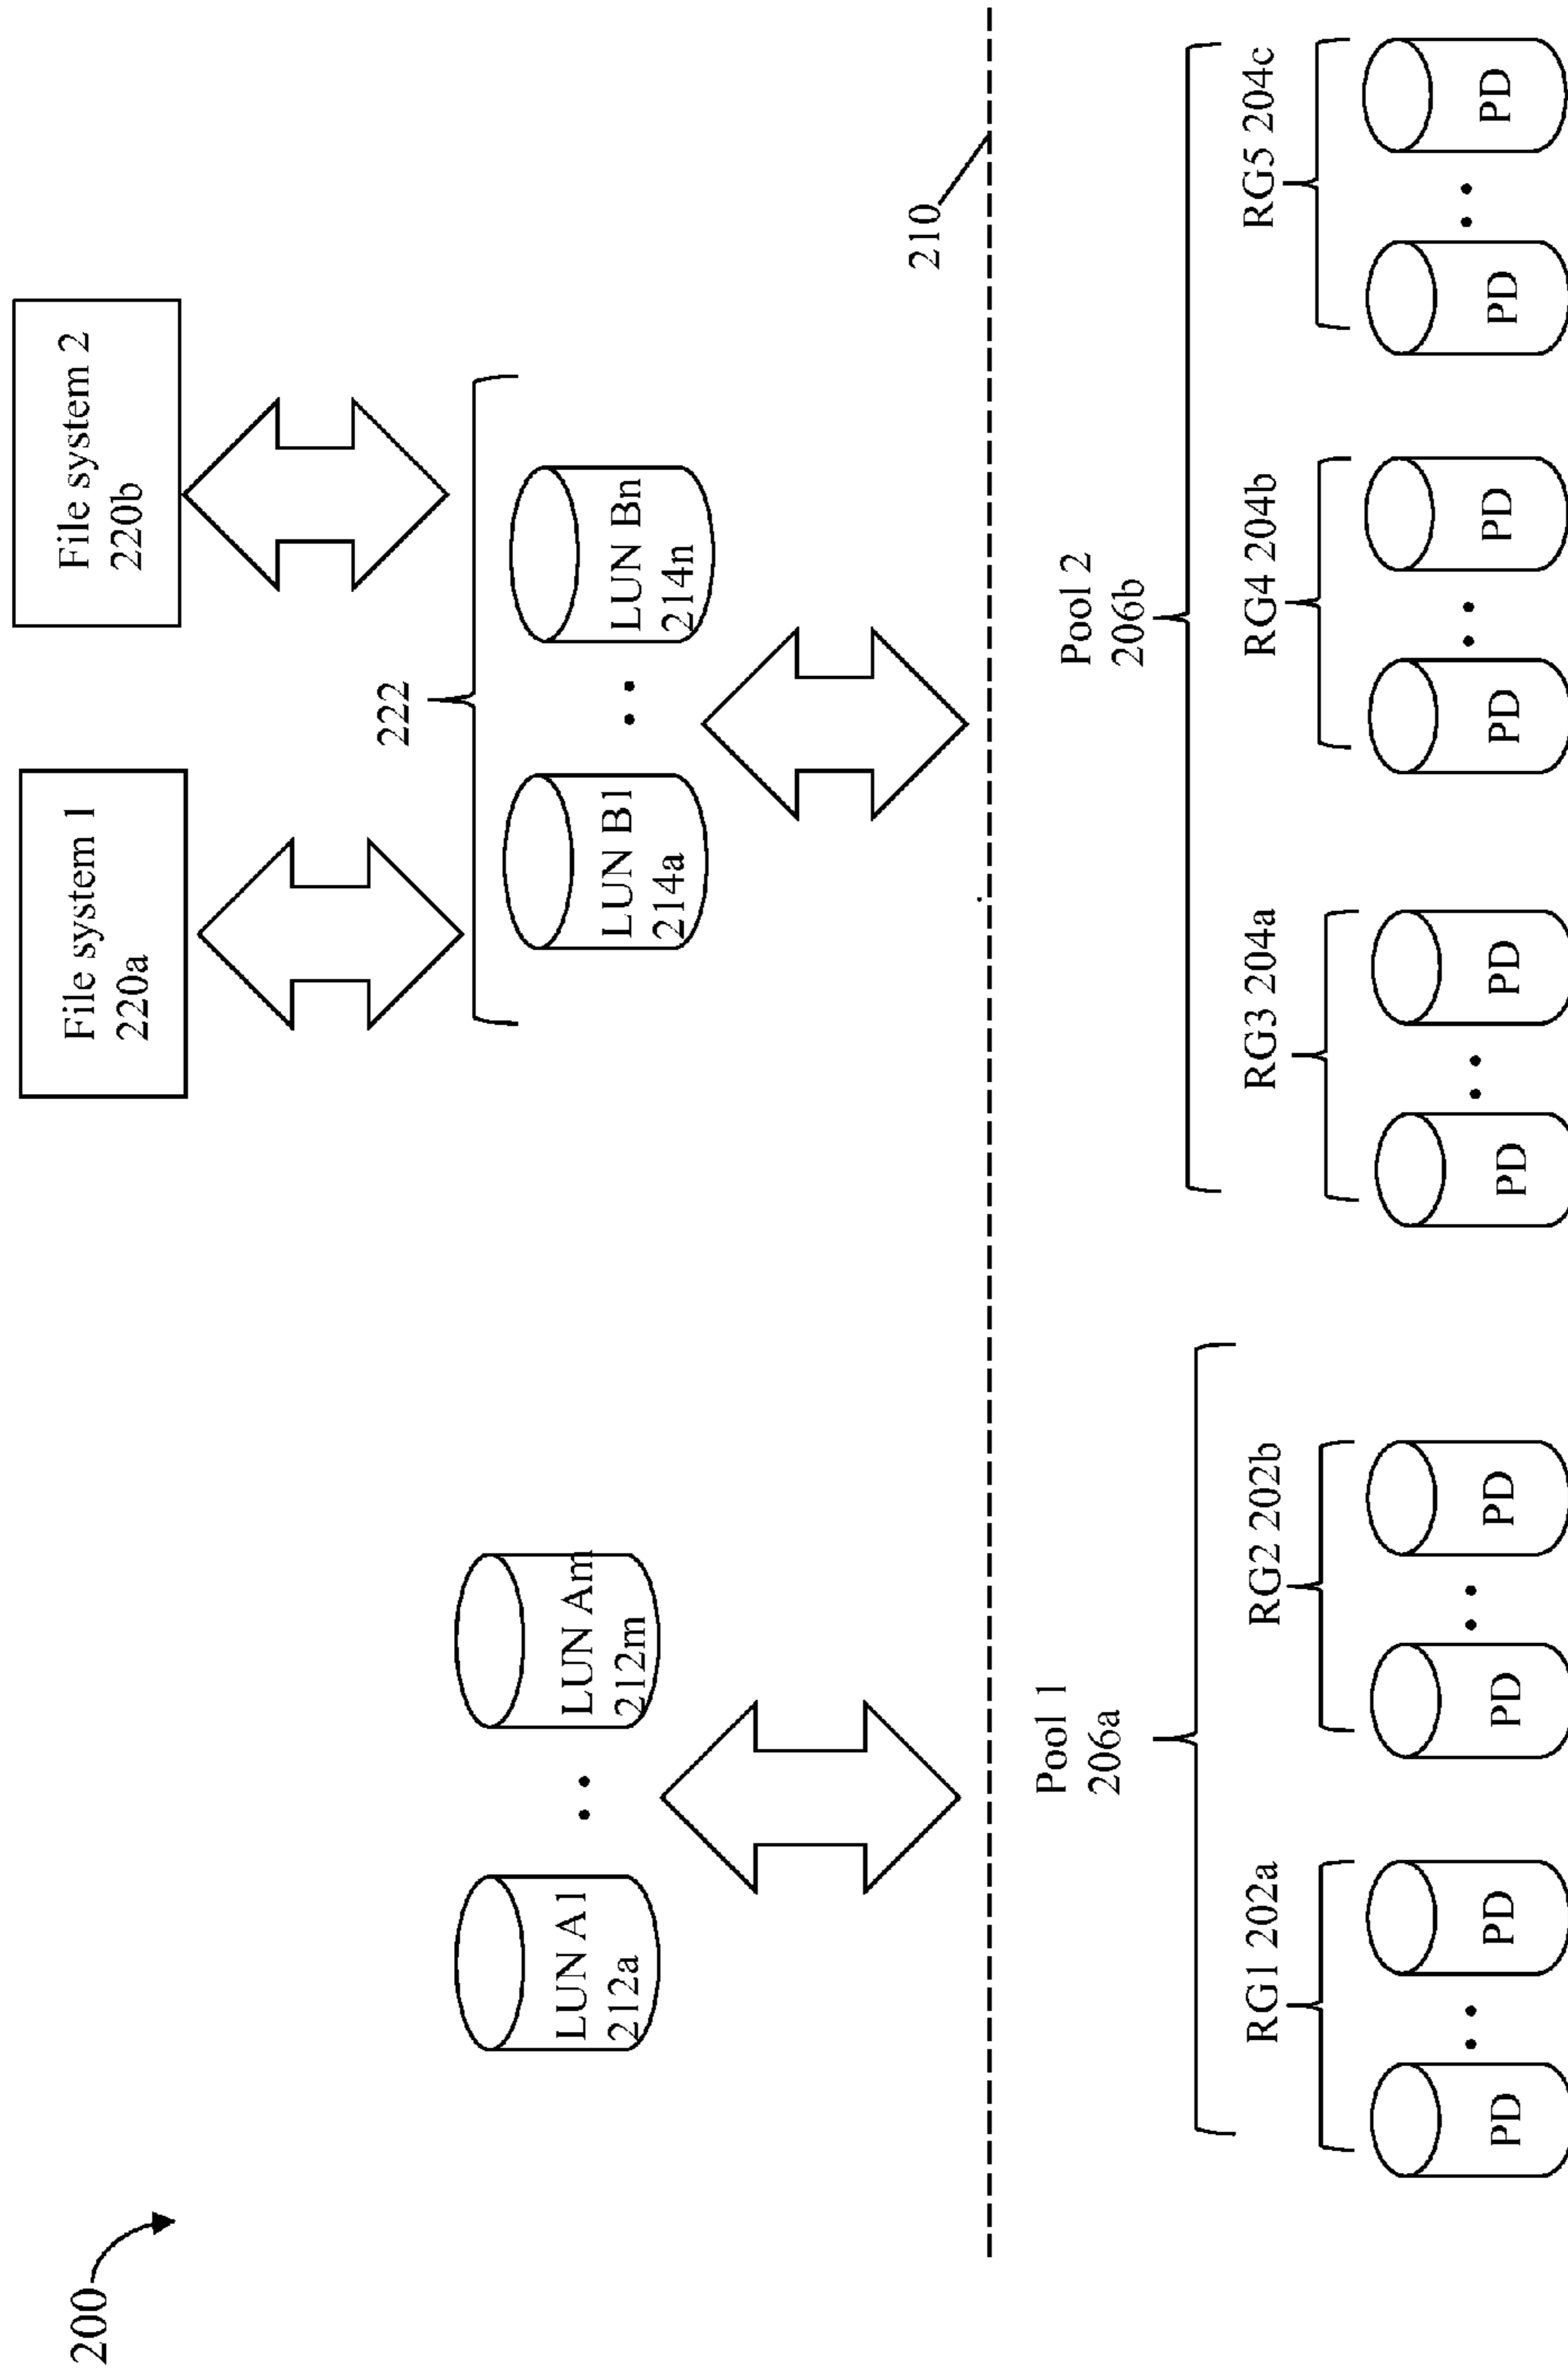 200
File system 1
220a
File system 2
220b
222
LUN A1
212a
LUN Am
212m
LUN B1
214a
LUN Bn
214n
210
Pool 1
206a
Pool 2
206b
RG1 202a
RG2 202b
RG3 204a
RG4 204b
RG5 204c
PD
PD
PD
PD
PD
PD
PD
PD
PD
PD